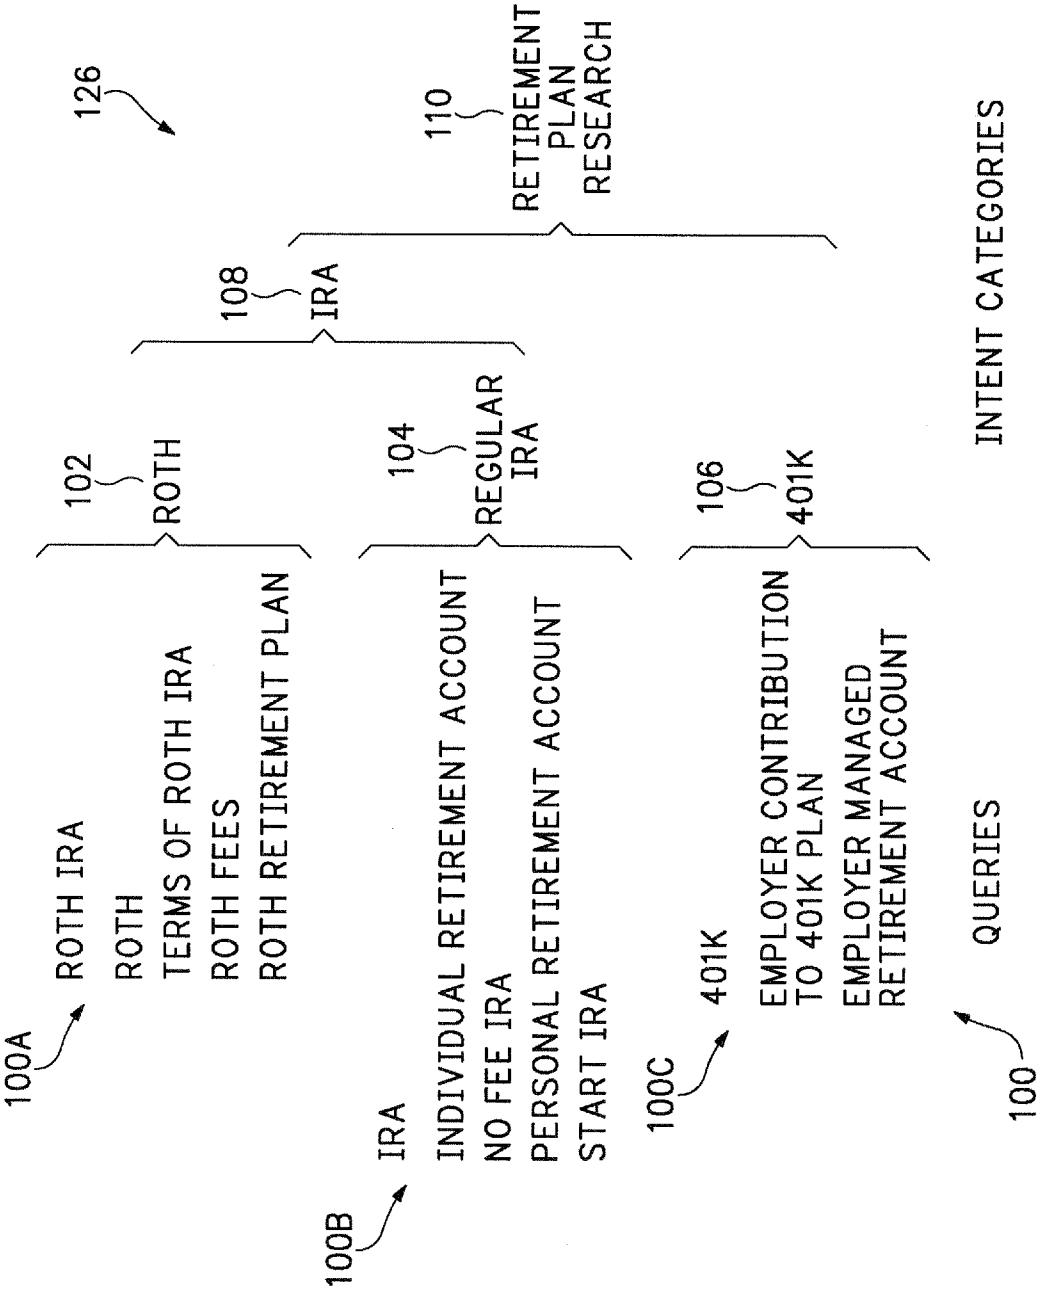 126
100A
ROTH IRA
ROTH
TERMS OF ROTH IRA
ROTH FEES
ROTH RETIREMENT PLAN
102
ROTH
108
IRA
100B
IRA
INDIVIDUAL RETIREMENT ACCOUNT
NO FEE IRA
PERSONAL RETIREMENT ACCOUNT
START IRA
104
REGULAR
IRA
110
RETIREMENT
PLAN
RESEARCH
100C
401K
EMPLOYER CONTRIBUTION
TO 401K PLAN
EMPLOYER MANAGED
RETIREMENT ACCOUNT
106
401K
100
QUERIES
INTENT CATEGORIES